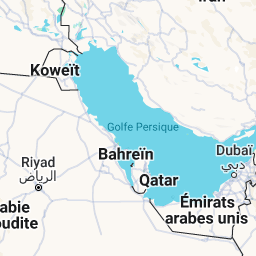 Iran
Koweït
Golfe Persique
Dubaï
دبي
Bahreïn
Riyad
الرياض
Qatar
Émirats
arabes unis
abie
oudite